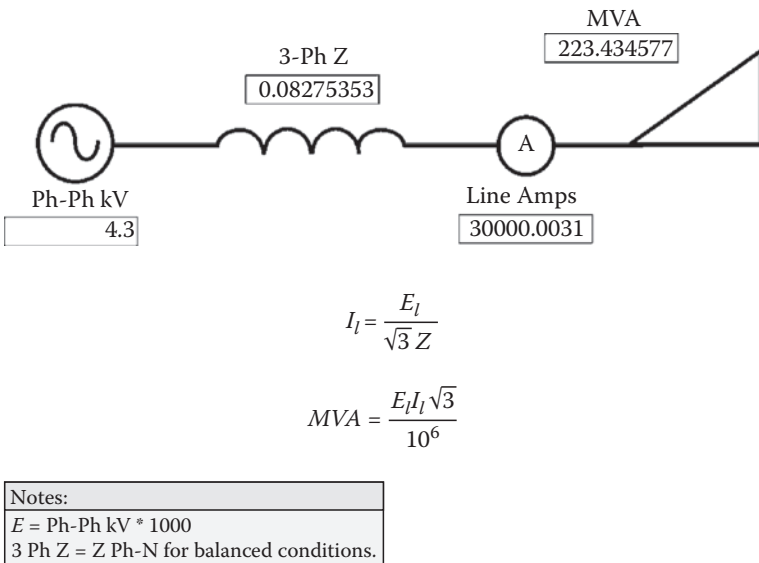 MVA
223.434577
3-Ph Z
0.08275353
A
Ph-Ph kV
4.3
Line Amps
30000.0031
I_l = E_l / √3 Z
MVA = E_l I_l √3 / 10^6
Notes:
E = Ph-Ph kV * 1000
3 Ph Z = Z Ph-N for balanced conditions.